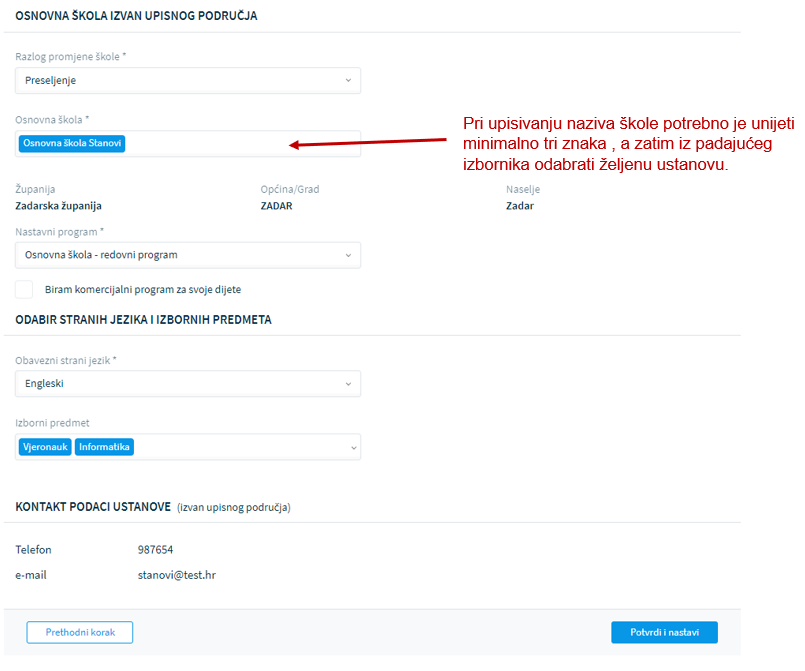 OSNOVNA ŠKOLA IZVAN UPISNOG PODRUČJA
Razlog promjene škole *
Preseljenje
Osnovna škola *
Osnovna škola Stanovi
Pri upisivanju naziva škole potrebno je unijeti
minimalno tri znaka , a zatim iz padajućeg
izbornika odabrati željenu ustanovu.
Županija Općina/Grad Naselje
Zadarska županija ZADAR Zadar
Nastavni program *
Osnovna škola - redovni program
Biram komercijalni program za svoje dijete
ODABIR STRANIH JEZIKA I IZBORNIH PREDMETA
Obavezni strani jezik *
Engleski
Izborni predmet
Vjeronauk Informatika
KONTAKT PODACI USTANOVE (izvan upisnog područja)
Telefon 987654
e-mail stanovi@test.hr
Prethodni korak Potvrdi i nastavi